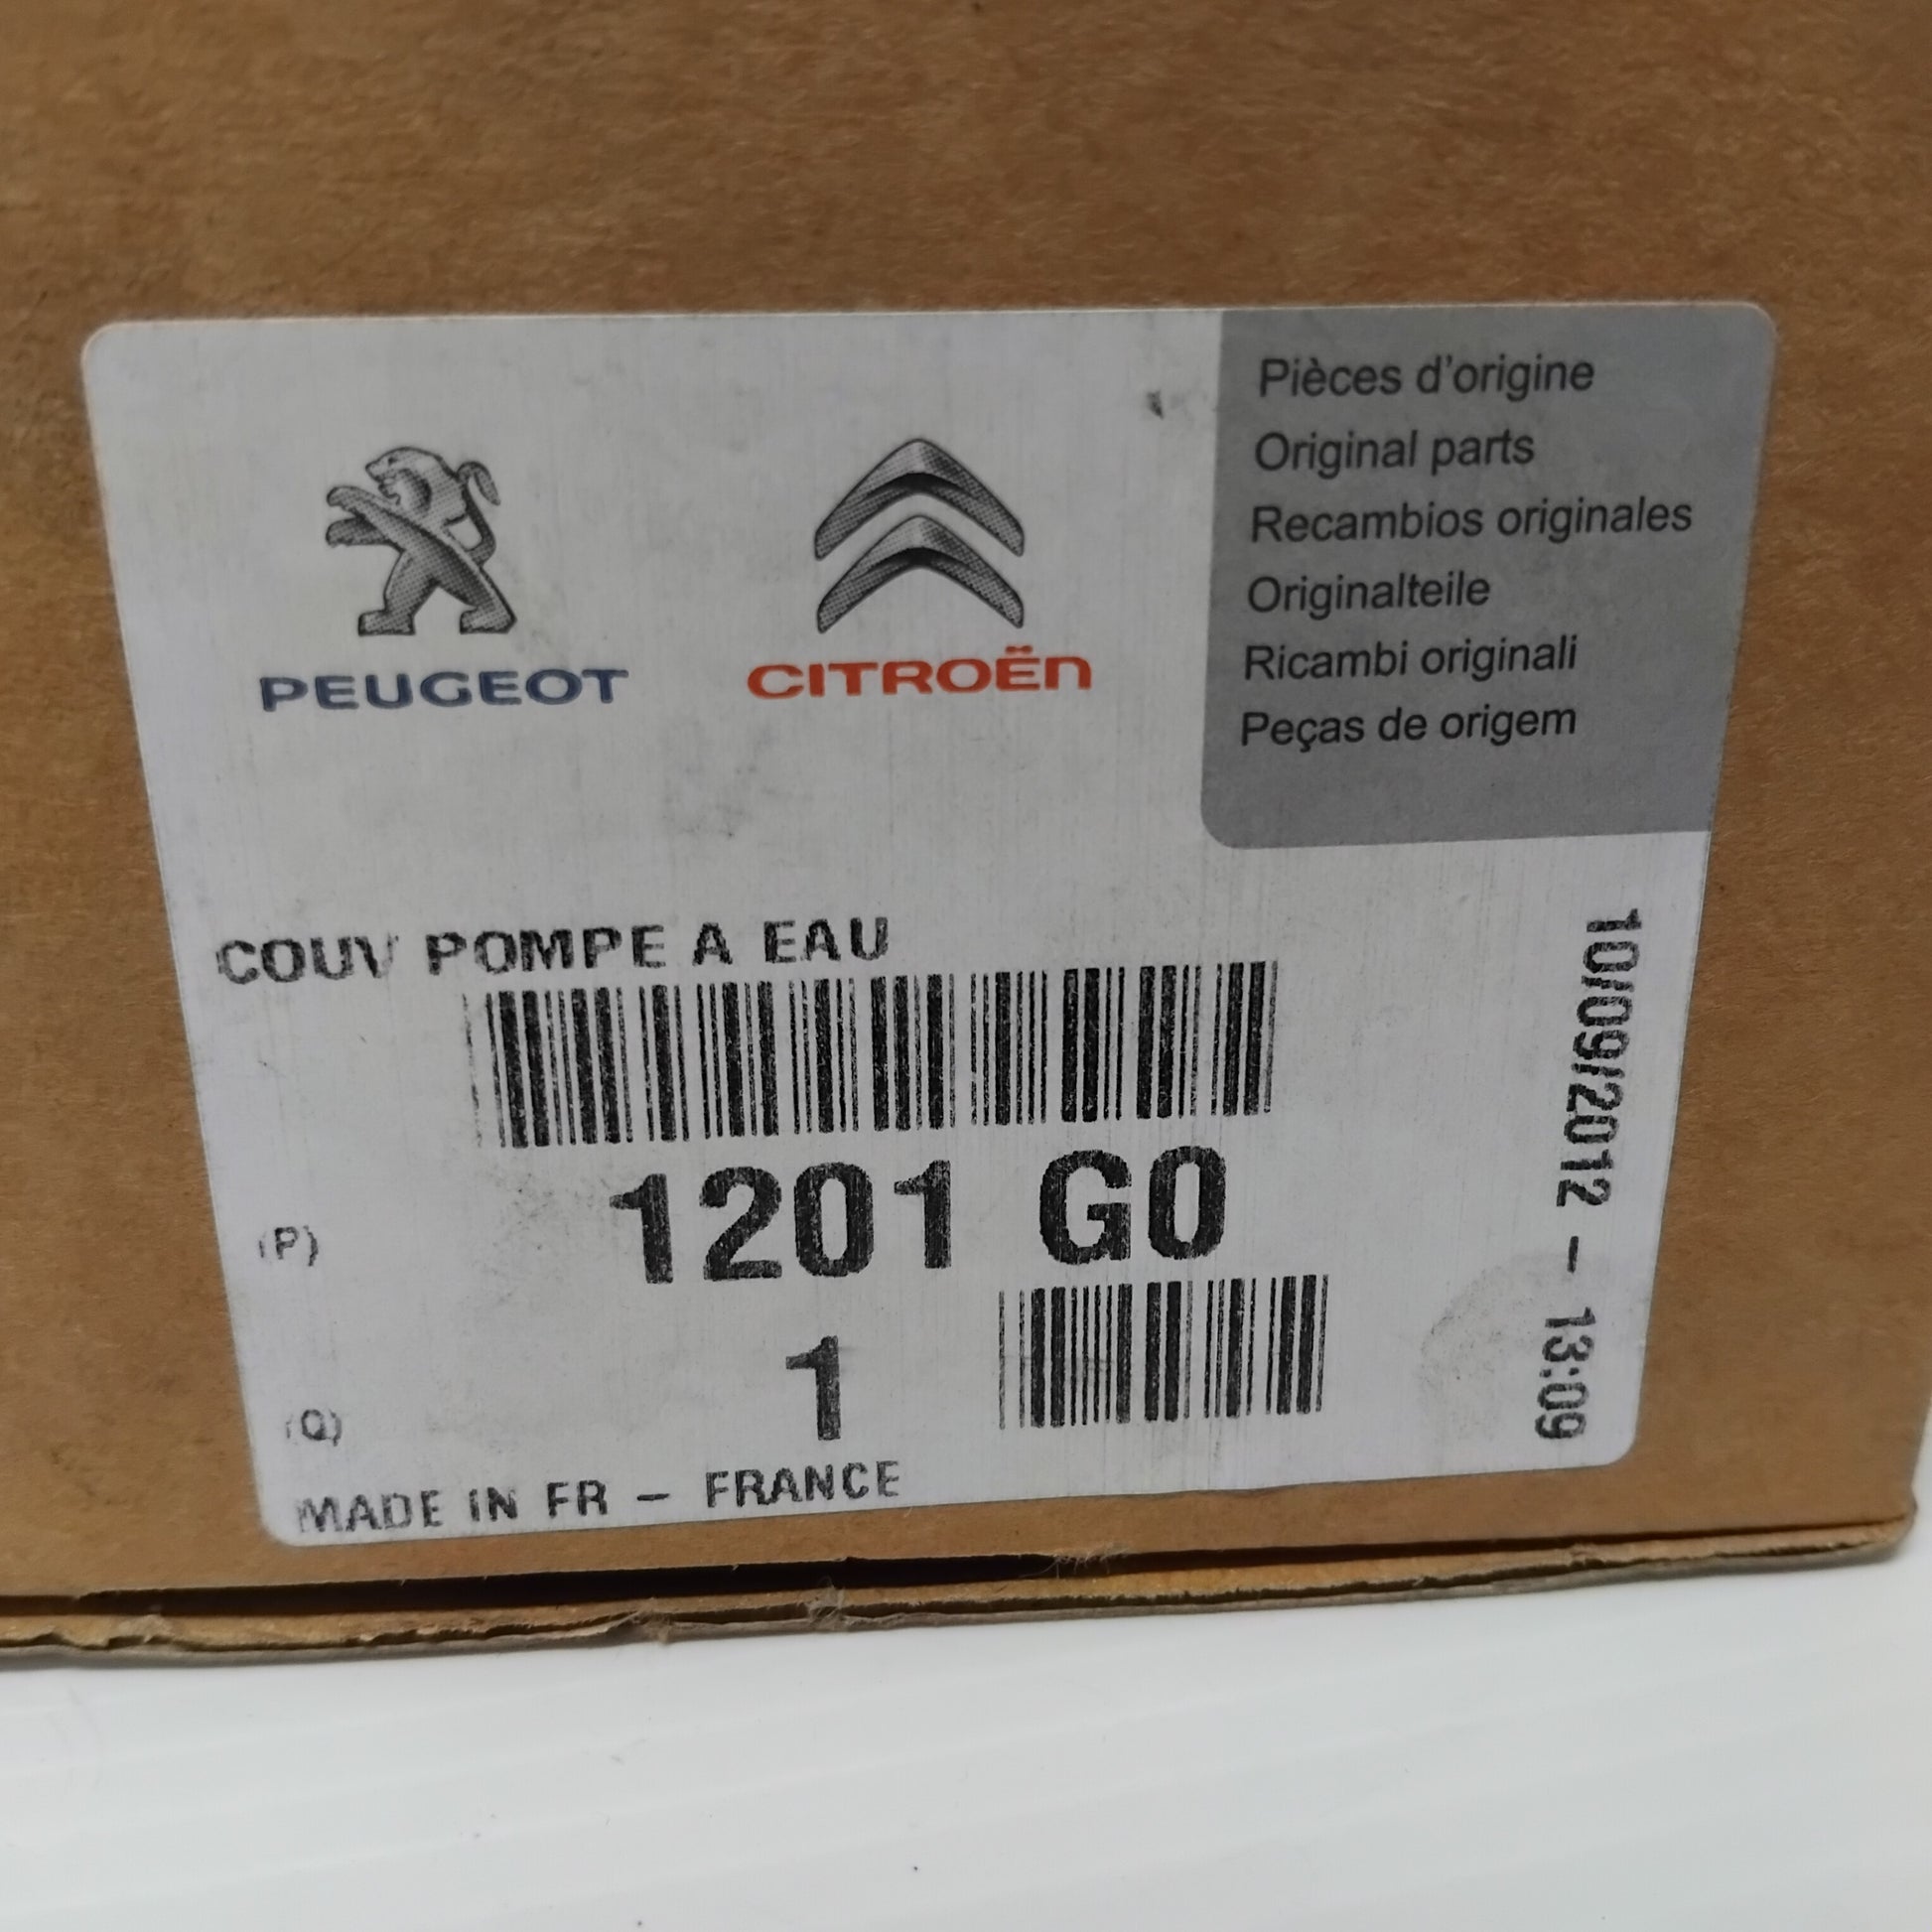 PEUGEOT
CITROËN
Pièces d'origine
Original parts
Recambios originales
Originalteile
Ricambi originali
Peças de origem
COUV POMPE A EAU
(P)
1201 G0
(Q)
1
MADE IN FR - FRANCE
10/09/2012 - 13:09